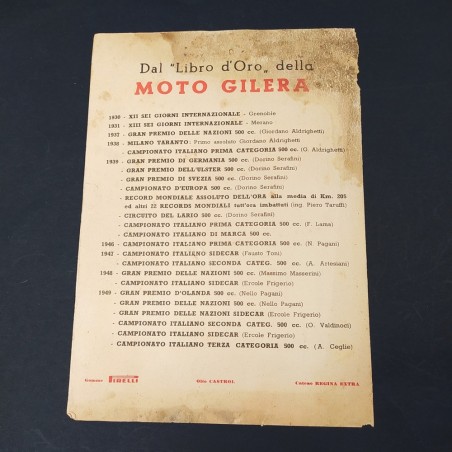 Dal "Libro d'Oro„ della
MOTO GILERA
1930 - XII SEI GIORNI INTERNAZIONALE - Grenoble
1931 - XIII SEI GIORNI INTERNAZIONALE - Merano
1937 - GRAN PREMIO DELLE NAZIONI 500 cc. (Giordano Aldrighetti)
1938 - MILANO TARANTO: Primo assoluto Giordano Aldrighetti
- CAMPIONATO ITALIANO PRIMA CATEGORIA 500 cc. (G. Aldrighetti)
1939 - GRAN PREMIO DI GERMANIA 500 cc. (Dorino Serafini)
- GRAN PREMIO DELL'ULSTER 500 cc. (Dorino Serafini)
- GRAN PREMIO DI SVEZIA 500 cc. (Dorino Serafini)
- CAMPIONATO D'EUROPA 500 cc. (Dorino Serafini)
- RECORD MONDIALE ASSOLUTO DELL'ORA alla media di Km. 205
ed altri 22 RECORDS MONDIALI tutt'ora imbattuti (ing. Piero Taruffi)
- CIRCUITO DEL LARIO 500 cc. (Dorino Serafini)
- CAMPIONATO ITALIANO PRIMA CATEGORIA 500 cc. (F. Lama)
- CAMPIONATO ITALIANO DI MARCA 500 cc.
1946 - CAMPIONATO ITALIANO PRIMA CATEGORIA 500 cc. (N. Pagani)
1947 - CAMPIONATO ITALIANO SIDECAR (Fausto Toni)
- CAMPIONATO ITALIANO SECONDA CATEG. 500 cc. (A. Artesiani)
1948 - GRAN PREMIO DELLE NAZIONI 500 cc. (Massimo Masserini)
- CAMPIONATO ITALIANO SIDECAR (Ercole Frigerio)
1949 - GRAN PREMIO D'OLANDA 500 cc. (Nello Pagani)
- GRAN PREMIO DELLE NAZIONI 500 cc. (Nello Pagani)
- GRAN PREMIO DELLE NAZIONI SIDECAR (Ercole Frigerio)
- CAMPIONATO ITALIANO SECONDA CATEG. 500 cc. (O. Valdinoci)
- CAMPIONATO ITALIANO SIDECAR (Ercole Frigerio)
- CAMPIONATO ITALIANO TERZA CATEGORIA 500 cc. (A. Ceglie)
Gomme PIRELLI Olio CASTROL Catene REGINA EXTRA